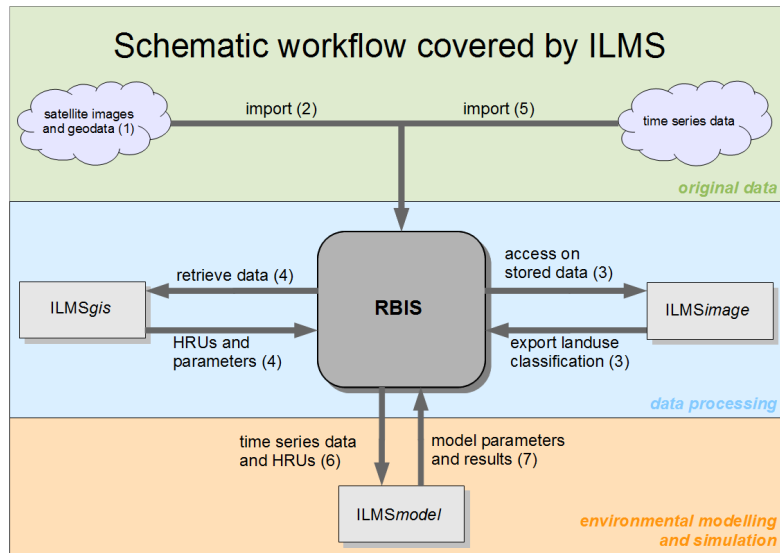 Schematic workflow covered by ILMS
satellite images
and geodata (1)
import (2)
import (5)
time series data
original data
retrieve data (4)
access on
stored data (3)
ILMSgis
RBIS
ILMSimage
HRUs and
parameters (4)
export landuse
classification (3)
data processing
time series data
and HRUs (6)
model parameters
and results (7)
ILMSmodel
environmental modelling
and simulation